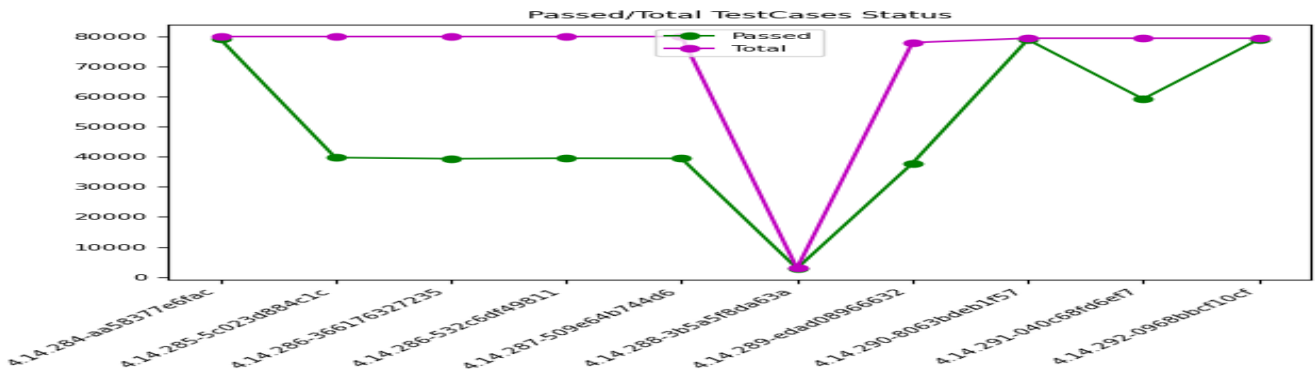 Passed/Total TestCases Status
Passed
Total
80000
70000
60000
50000
40000
30000
20000
10000
0
4.14.284-aa58377e6fac
4.14.285-5c023d884c1c
4.14.286-366176327235
4.14.286-532c6df49811
4.14.287-509e64b744d6
4.14.288-3b5a5f8da63a
4.14.289-edad08966632
4.14.290-8063bdeb1f57
4.14.291-040c68fd6ef7
4.14.292-0968bbcf10cf